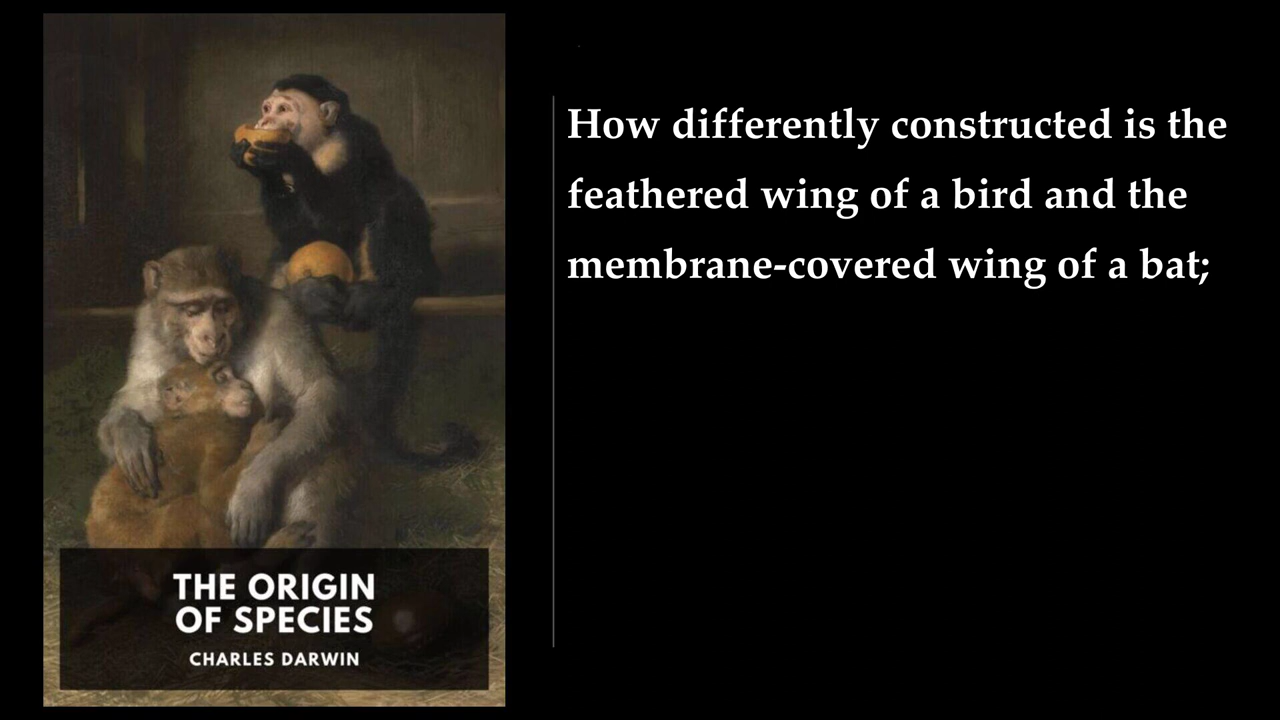 How differently constructed is the
feathered wing of a bird and the
membrane-covered wing of a bat;
THE ORIGIN
OF SPECIES
CHARLES DARWIN